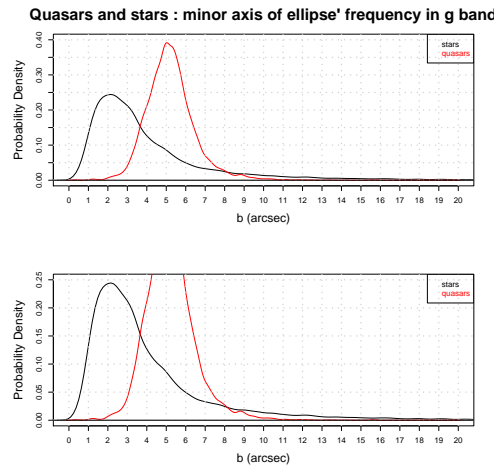 Quasars and stars : minor axis of ellipse' frequency in g band
stars
quasars
Probability Density
0.00 0.10 0.20 0.30 0.40
0 1 2 3 4 5 6 7 8 9 10 11 12 13 14 15 16 17 18 19 20
b (arcsec)
stars
quasars
Probability Density
0.00 0.05 0.10 0.15 0.20 0.25
0 1 2 3 4 5 6 7 8 9 10 11 12 13 14 15 16 17 18 19 20
b (arcsec)